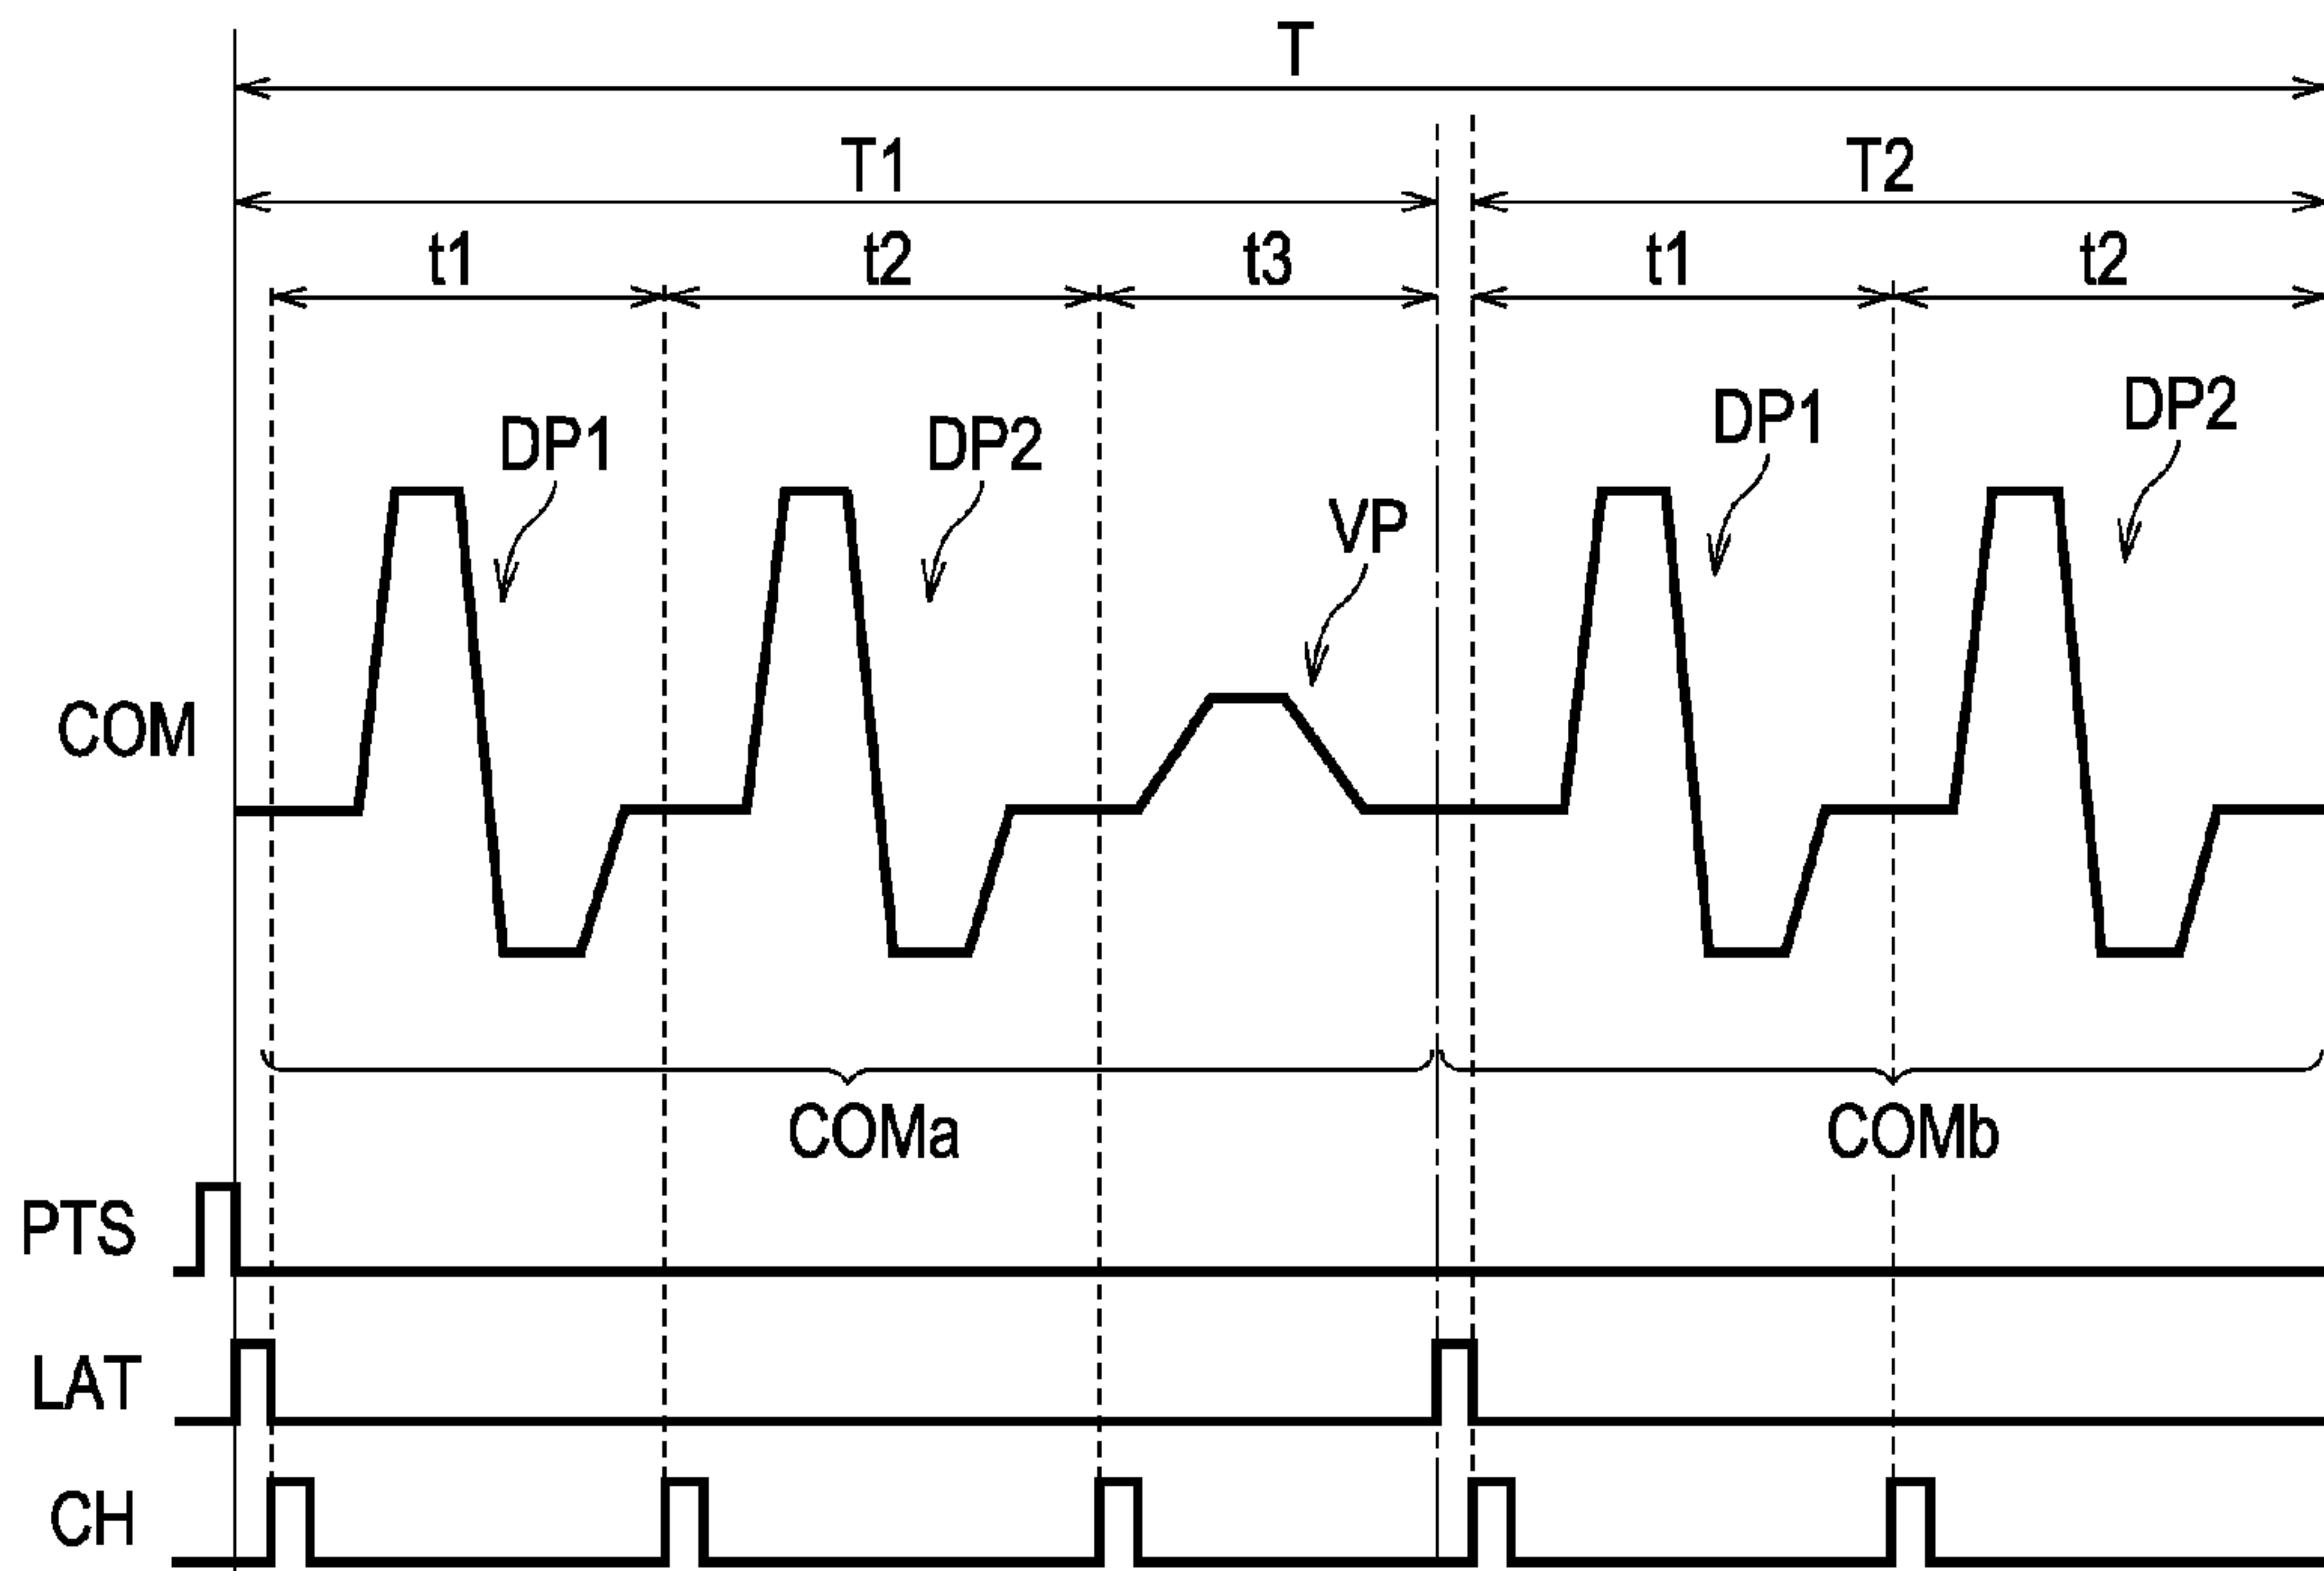 T
T1 T2
t1 t2 t3 t1 t2
DP1 DP2 VP DP1 DP2
COM
COMa COMb
PTS
LAT
CH